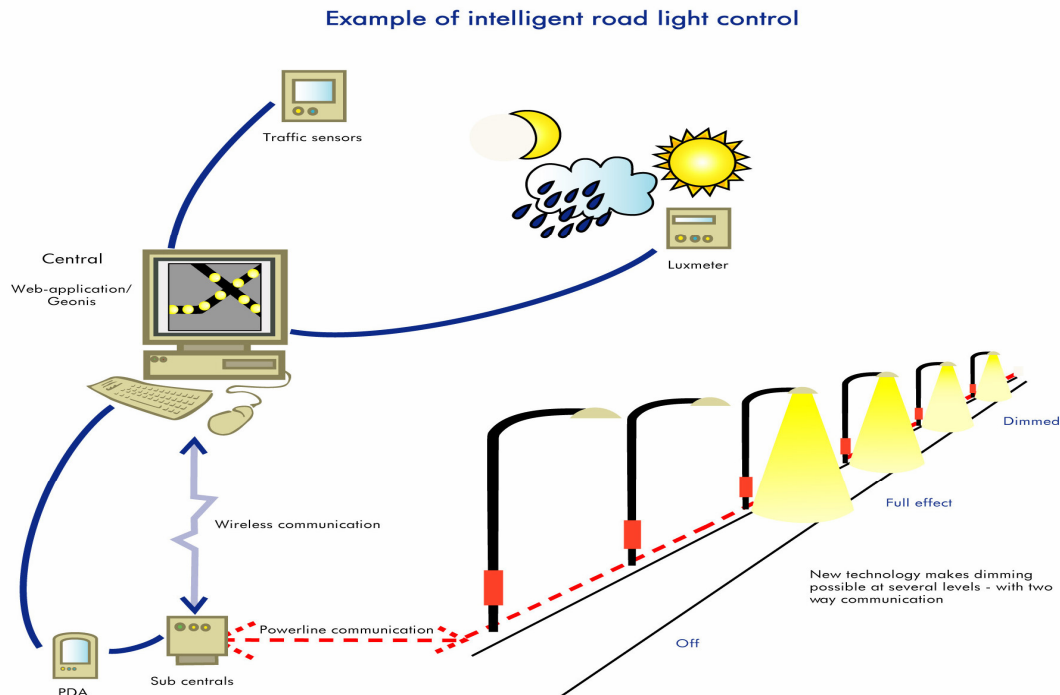 Example of intelligent road light control
Traffic sensors
Central
Web-application/
Geonis
Luxmeter
Dimmed
Full effect
Wireless communication
New technology makes dimming
possible at several levels - with two
way communication
Powerline communication
Off
Sub centrals
PDA